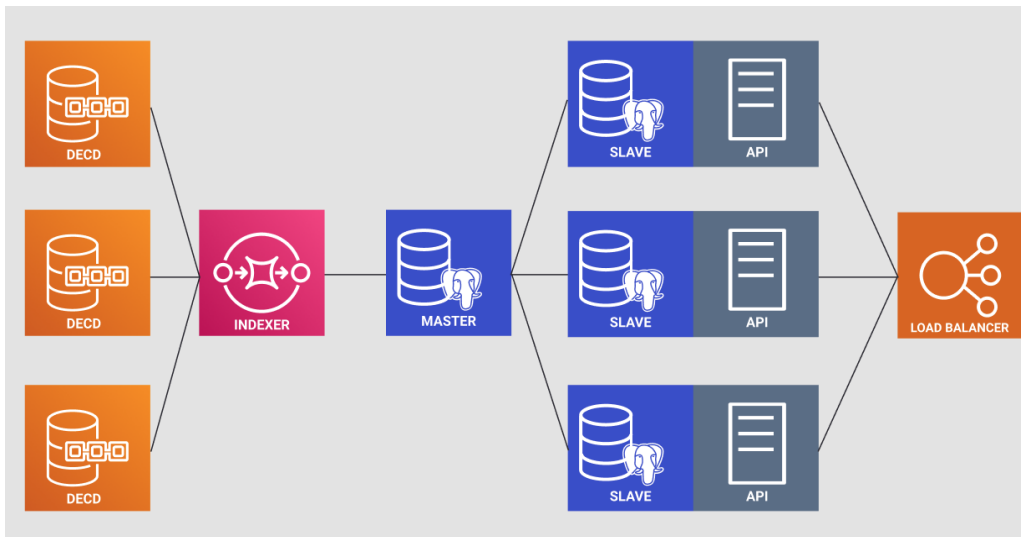 DECD
SLAVE
API
DECD
INDEXER
MASTER
SLAVE
API
LOAD BALANCER
DECD
SLAVE
API